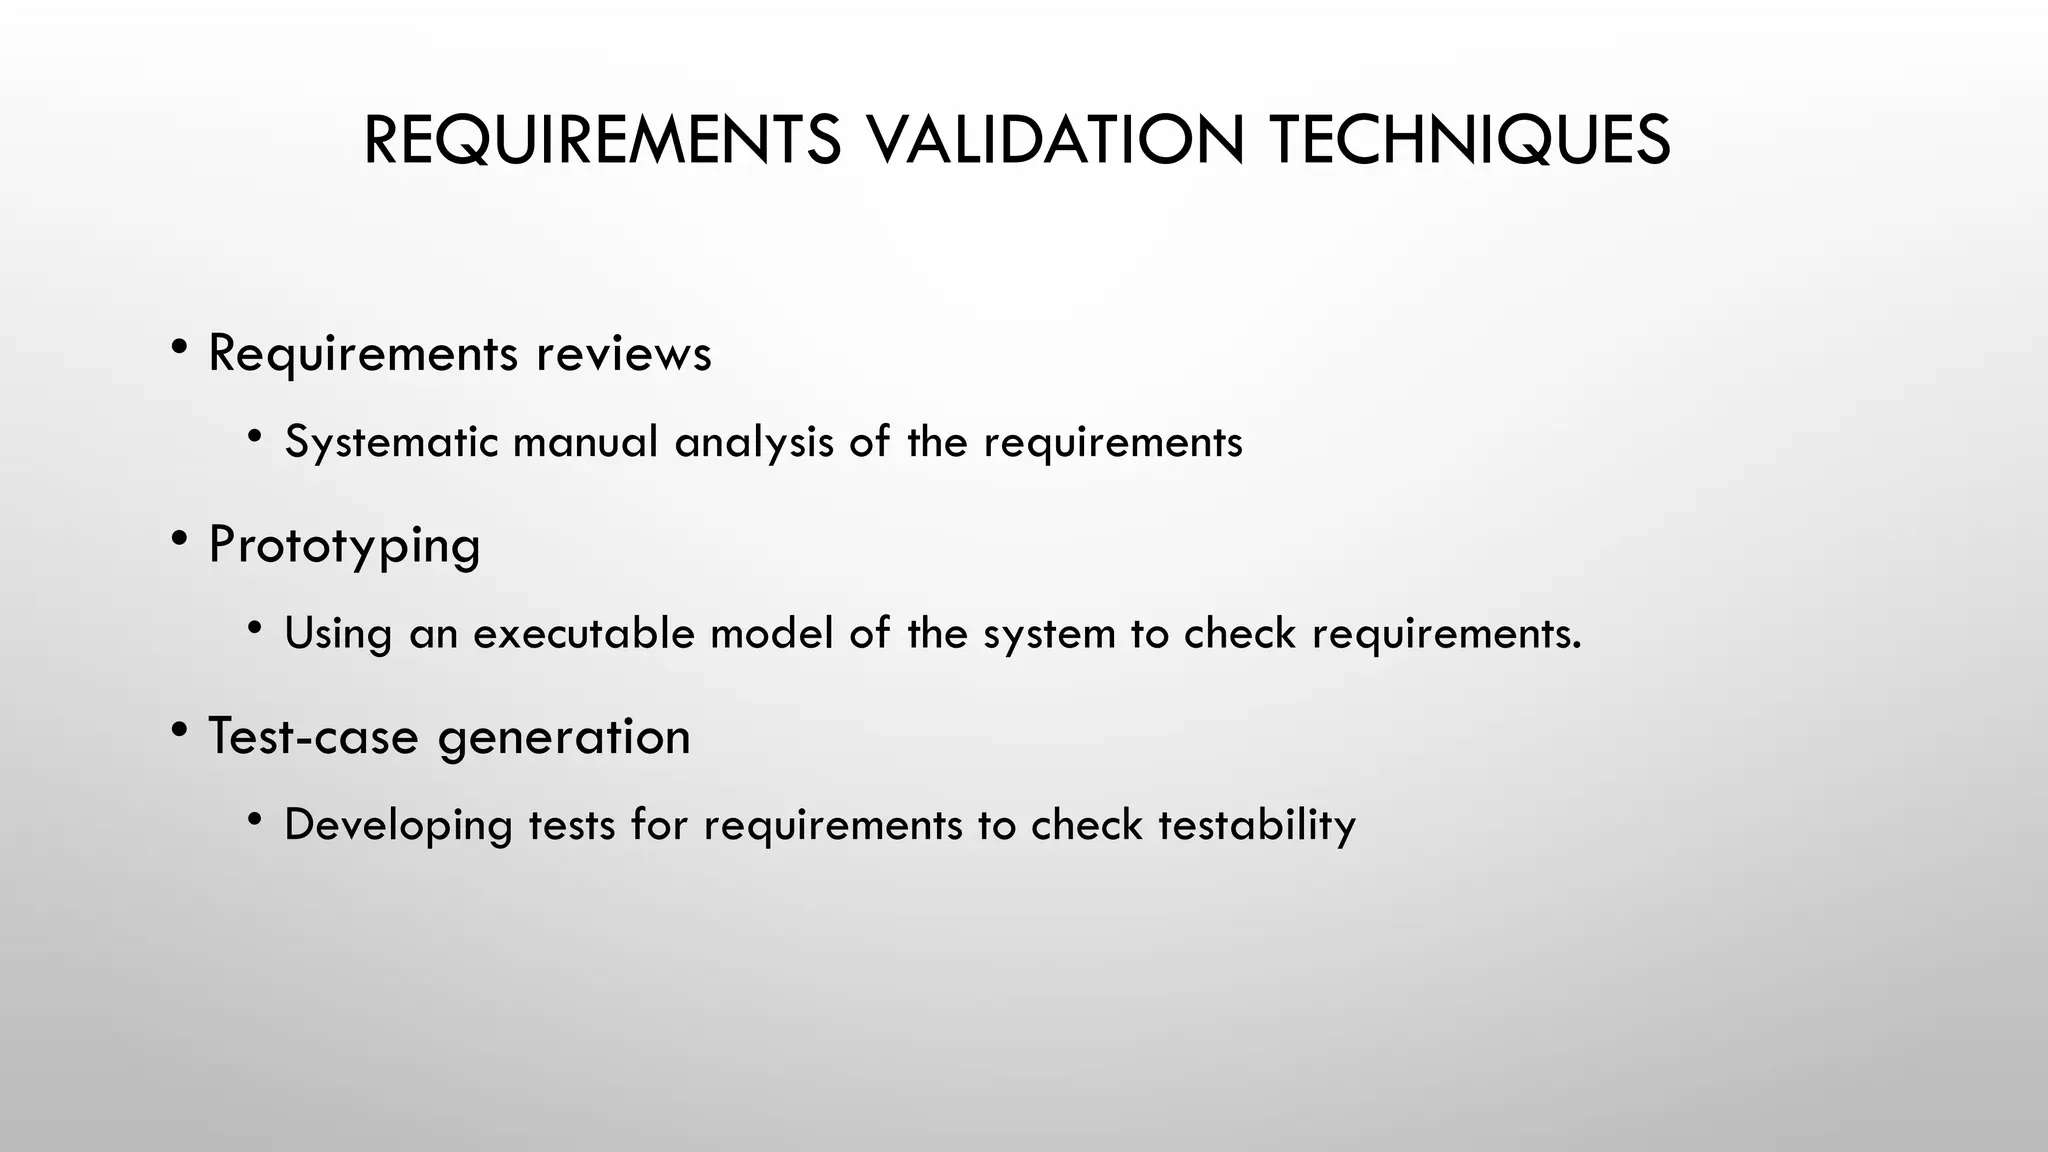 REQUIREMENTS VALIDATION TECHNIQUES
• Requirements reviews
• Systematic manual analysis of the requirements
• Prototyping
• Using an executable model of the system to check requirements.
• Test-case generation
• Developing tests for requirements to check testability